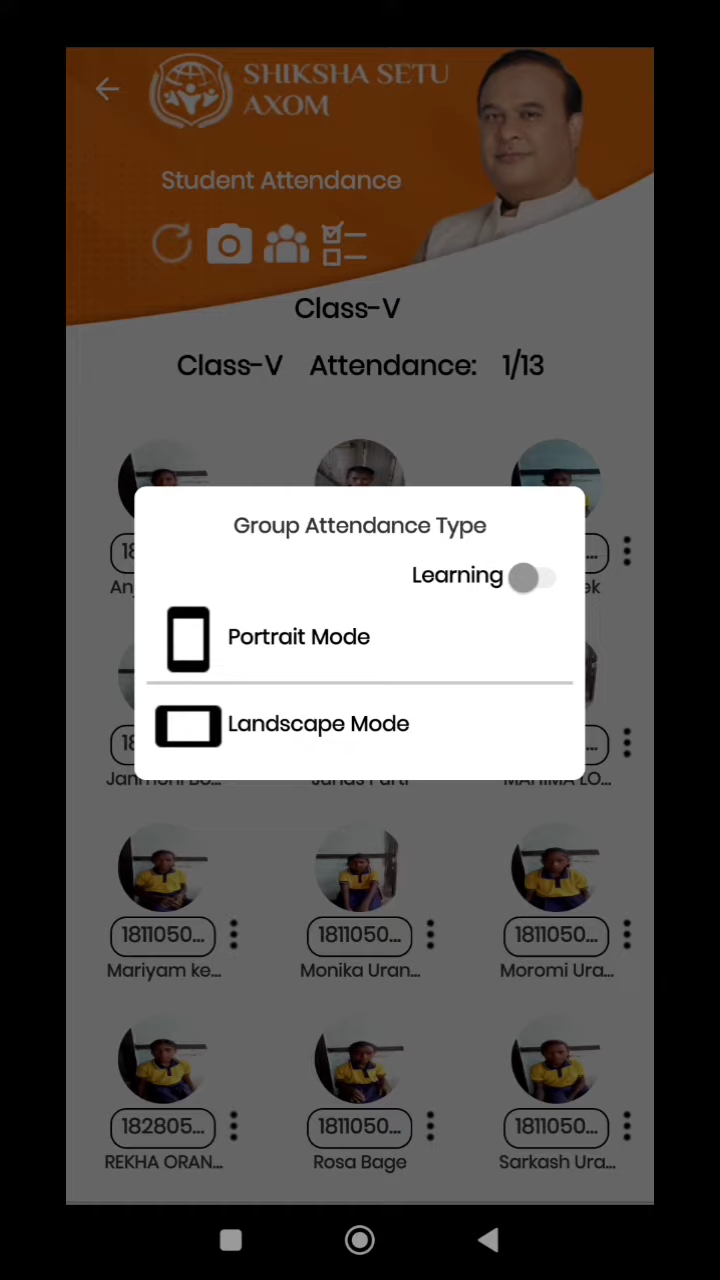 SHIKSHA SETU
AXOM
Student Attendance
Class-V
Class-V Attendance: 1/13
Group Attendance Type
Learning
Portrait Mode
Landscape Mode
Mariyam ke...
Monika Uran...
Moromi Ura...
1811050...
1811050...
1811050...
182805...
1811050...
1811050...
REKHA ORAN...
Rosa Bage
Sarkash Ura...